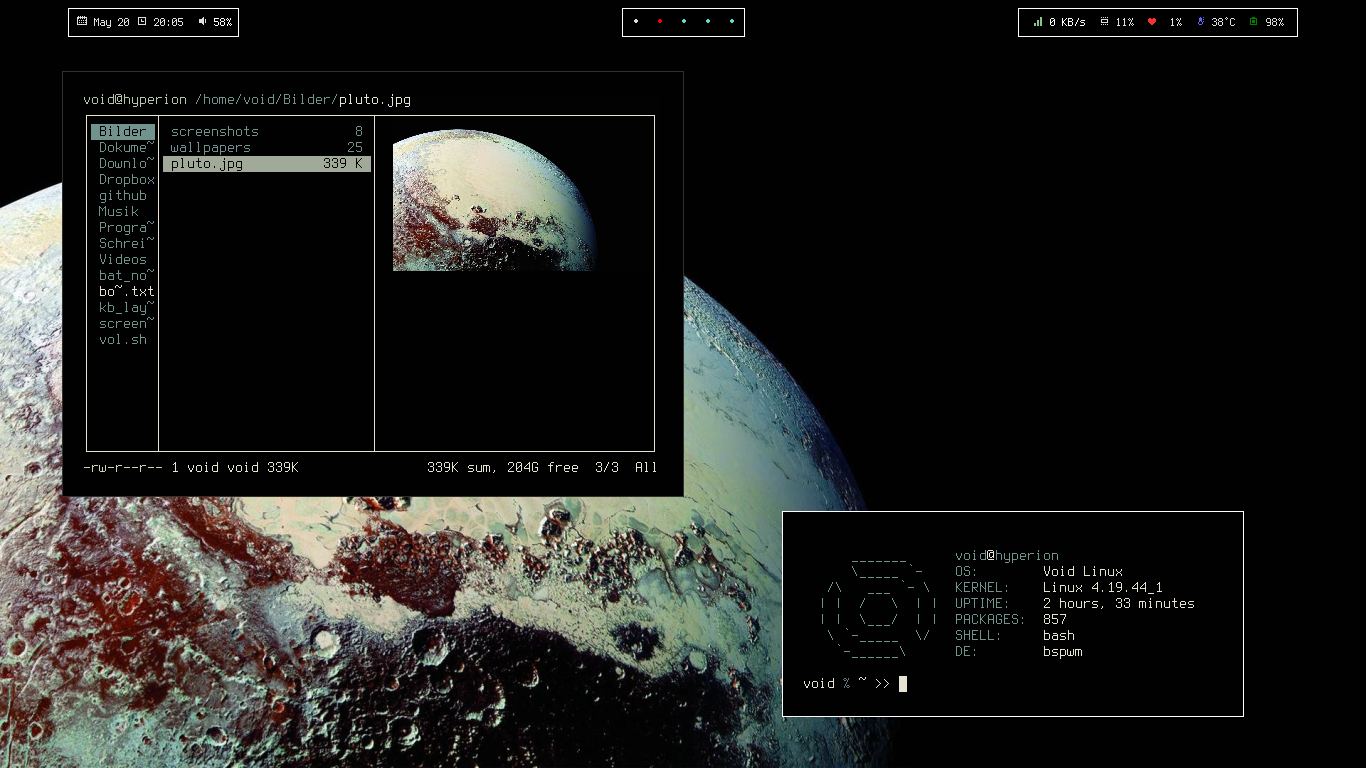 May 20 20:05 58%
0 KB/s 11% 1% 38°C 98%
void@hyperion /home/void/Bilder/pluto.jpg
Bilder screenshots 8
Dokume~ wallpapers 25
Downlo~ pluto.jpg 339 K
Dropbox
github
Musik
Progra~
Schrei~
Videos
bat_no~
bo~.txt
kb_lay~
screen~
vol.sh
-rw-r--r-- 1 void void 339K 339K sum, 204G free 3/3 All
void@hyperion
OS: Void Linux
KERNEL: Linux 4.19.44_1
UPTIME: 2 hours, 33 minutes
PACKAGES: 857
SHELL: bash
DE: bspwm
void % ~ >>